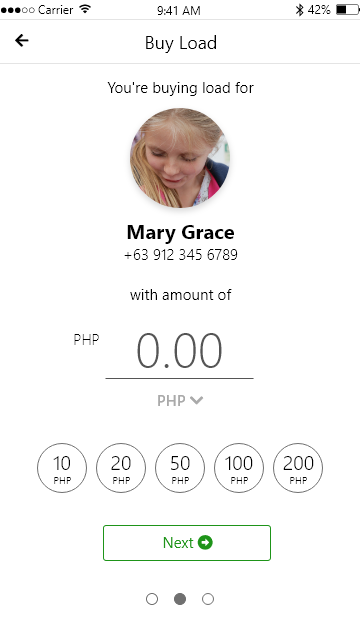 Carrier 9:41 AM 42%
Buy Load
You're buying load for
Mary Grace
+63 912 345 6789
with amount of
PHP 0.00
PHP
10 20 50 100 200
PHP PHP PHP PHP PHP
Next